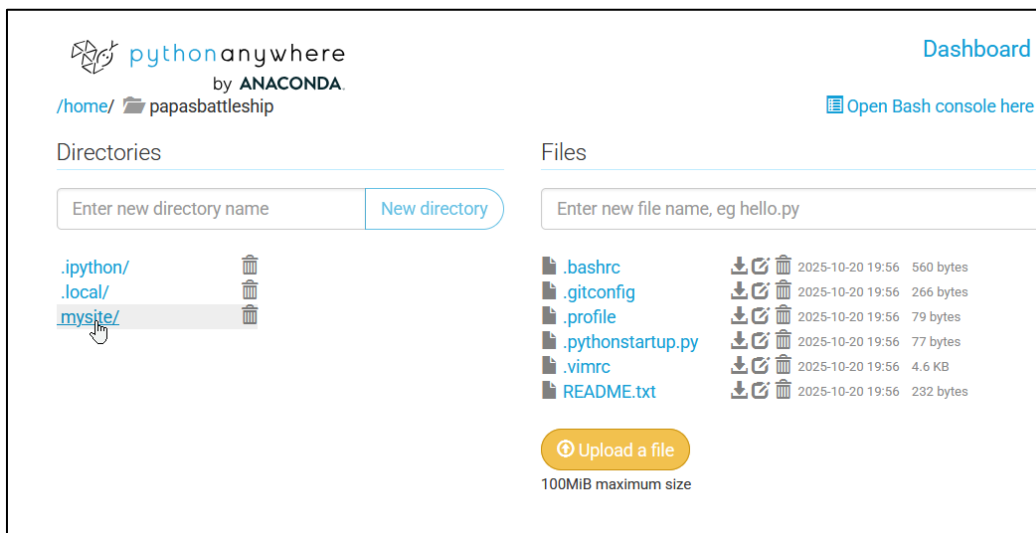 pythonanywhere
by ANACONDA.
Dashboard
/home/ papasbattleship
Open Bash console here
Directories
Files
Enter new directory name
New directory
Enter new file name, eg hello.py
.ipython/
.local/
mysite/
.bashrc 2025-10-20 19:56 560 bytes
.gitconfig 2025-10-20 19:56 266 bytes
.profile 2025-10-20 19:56 79 bytes
.pythonstartup.py 2025-10-20 19:56 77 bytes
.vimrc 2025-10-20 19:56 4.6 KB
README.txt 2025-10-20 19:56 232 bytes
Upload a file
100MiB maximum size